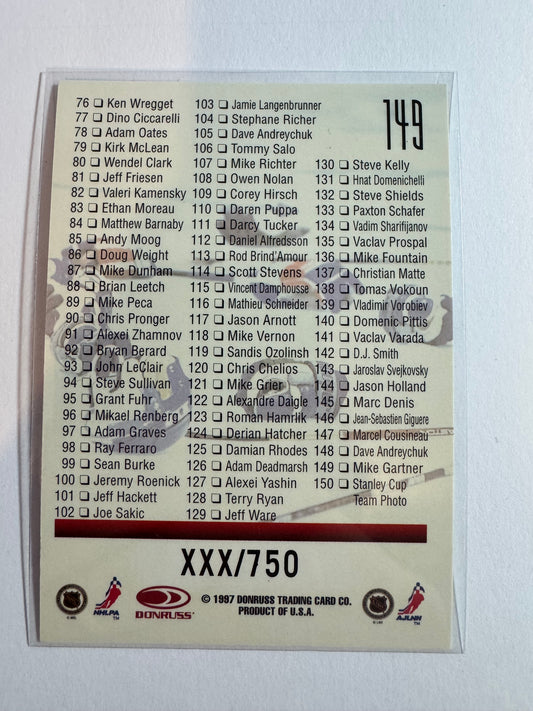 149
76 ❑ Ken Wregget
77 ❑ Dino Ciccarelli
78 ❑ Adam Oates
79 ❑ Kirk McLean
80 ❑ Wendel Clark
81 ❑ Jeff Friesen
82 ❑ Valeri Kamensky
83 ❑ Ethan Moreau
84 ❑ Matthew Barnaby
85 ❑ Andy Moog
86 ❑ Doug Weight
87 ❑ Mike Dunham
88 ❑ Brian Leetch
89 ❑ Mike Peca
90 ❑ Chris Pronger
91 ❑ Alexei Zhamnov
92 ❑ Bryan Berard
93 ❑ John LeClair
94 ❑ Steve Sullivan
95 ❑ Grant Fuhr
96 ❑ Mikael Renberg
97 ❑ Adam Graves
98 ❑ Ray Ferraro
99 ❑ Sean Burke
100 ❑ Jeremy Roenick
101 ❑ Jeff Hackett
102 ❑ Joe Sakic
103 ❑ Jamie Langenbrunner
104 ❑ Stephane Richer
105 ❑ Dave Andreychuk
106 ❑ Tommy Salo
107 ❑ Mike Richter
108 ❑ Owen Nolan
109 ❑ Corey Hirsch
110 ❑ Daren Puppa
111 ❑ Darcy Tucker
112 ❑ Daniel Alfredsson
113 ❑ Rod Brind'Amour
114 ❑ Scott Stevens
115 ❑ Vincent Damphousse
116 ❑ Mathieu Schneider
117 ❑ Jason Arnott
118 ❑ Mike Vernon
119 ❑ Sandis Ozolinsh
120 ❑ Chris Chelios
121 ❑ Mike Grier
122 ❑ Alexandre Daigle
123 ❑ Roman Hamrlik
124 ❑ Derian Hatcher
125 ❑ Damian Rhodes
126 ❑ Adam Deadmarsh
127 ❑ Alexei Yashin
128 ❑ Terry Ryan
129 ❑ Jeff Ware
130 ❑ Steve Kelly
131 ❑ Hnat Domenichelli
132 ❑ Steve Shields
133 ❑ Paxton Schafer
134 ❑ Vadim Sharifijanov
135 ❑ Vaclav Prospal
136 ❑ Mike Fountain
137 ❑ Christian Matte
138 ❑ Tomas Vokoun
139 ❑ Vladimir Vorobiev
140 ❑ Domenic Pittis
141 ❑ Vaclav Varada
142 ❑ D.J. Smith
143 ❑ Jaroslav Svejkovsky
144 ❑ Jason Holland
145 ❑ Marc Denis
146 ❑ Jean-Sebastien Giguere
147 ❑ Marcel Cousineau
148 ❑ Dave Andreychuk
149 ❑ Mike Gartner
150 ❑ Stanley Cup
Team Photo
XXX/750
NHLPA
TM
DONRUSS
© 1997 DONRUSS TRADING CARD CO.
PRODUCT OF U.S.A.
AJLNH
TM